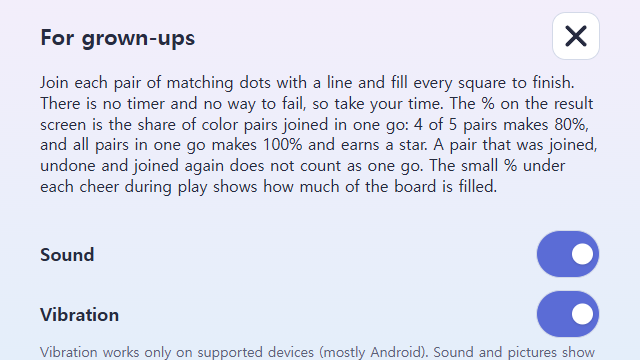 For grown-ups
Join each pair of matching dots with a line and fill every square to finish.
There is no timer and no way to fail, so take your time. The % on the result
screen is the share of color pairs joined in one go: 4 of 5 pairs makes 80%,
and all pairs in one go makes 100% and earns a star. A pair that was joined,
undone and joined again does not count as one go. The small % under
each cheer during play shows how much of the board is filled.
Sound
Vibration
Vibration works only on supported devices (mostly Android). Sound and pictures show